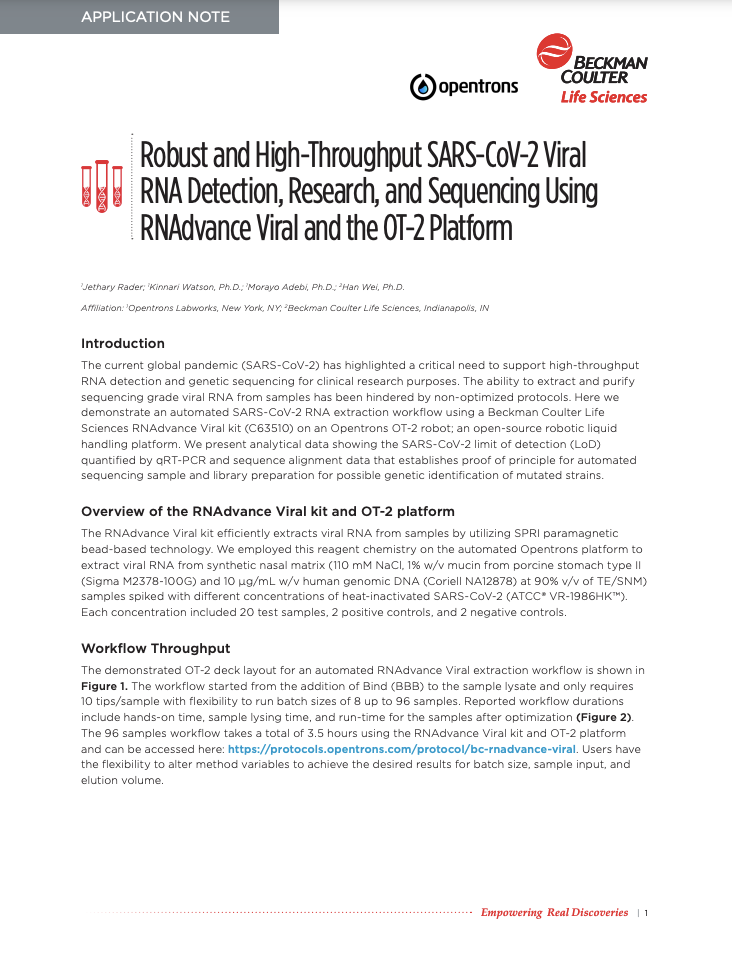 APPLICATION NOTE
opentrons
BECKMAN
COULTER
Life Sciences
Robust and High-Throughput SARS-CoV-2 Viral
RNA Detection, Research, and Sequencing Using
RNAdvance Viral and the OT-2 Platform
¹Jethary Rader; ¹Kinnari Watson, Ph.D.; ¹Morayo Adebi, Ph.D.; ²Han Wei, Ph.D.
Affiliation: ¹Opentrons Labworks, New York, NY; ²Beckman Coulter Life Sciences, Indianapolis, IN
Introduction
The current global pandemic (SARS-CoV-2) has highlighted a critical need to support high-throughput
RNA detection and genetic sequencing for clinical research purposes. The ability to extract and purify
sequencing grade viral RNA from samples has been hindered by non-optimized protocols. Here we
demonstrate an automated SARS-CoV-2 RNA extraction workflow using a Beckman Coulter Life
Sciences RNAdvance Viral kit (C63510) on an Opentrons OT-2 robot; an open-source robotic liquid
handling platform. We present analytical data showing the SARS-CoV-2 limit of detection (LoD)
quantified by qRT-PCR and sequence alignment data that establishes proof of principle for automated
sequencing sample and library preparation for possible genetic identification of mutated strains.
Overview of the RNAdvance Viral kit and OT-2 platform
The RNAdvance Viral kit efficiently extracts viral RNA from samples by utilizing SPRI paramagnetic
bead-based technology. We employed this reagent chemistry on the automated Opentrons platform to
extract viral RNA from synthetic nasal matrix (110 mM NaCl, 1% w/v mucin from porcine stomach type II
(Sigma M2378-100G) and 10 µg/mL w/v human genomic DNA (Coriell NA12878) at 90% v/v of TE/SNM)
samples spiked with different concentrations of heat-inactivated SARS-CoV-2 (ATCC® VR-1986HK™).
Each concentration included 20 test samples, 2 positive controls, and 2 negative controls.
Workflow Throughput
The demonstrated OT-2 deck layout for an automated RNAdvance Viral extraction workflow is shown in
Figure 1. The workflow started from the addition of Bind (BBB) to the sample lysate and only requires
10 tips/sample with flexibility to run batch sizes of 8 up to 96 samples. Reported workflow durations
include hands-on time, sample lysing time, and run-time for the samples after optimization (Figure 2).
The 96 samples workflow takes a total of 3.5 hours using the RNAdvance Viral kit and OT-2 platform
and can be accessed here: https://protocols.opentrons.com/protocol/bc-rnadvance-viral. Users have
the flexibility to alter method variables to achieve the desired results for batch size, sample input, and
elution volume.
Empowering Real Discoveries | 1